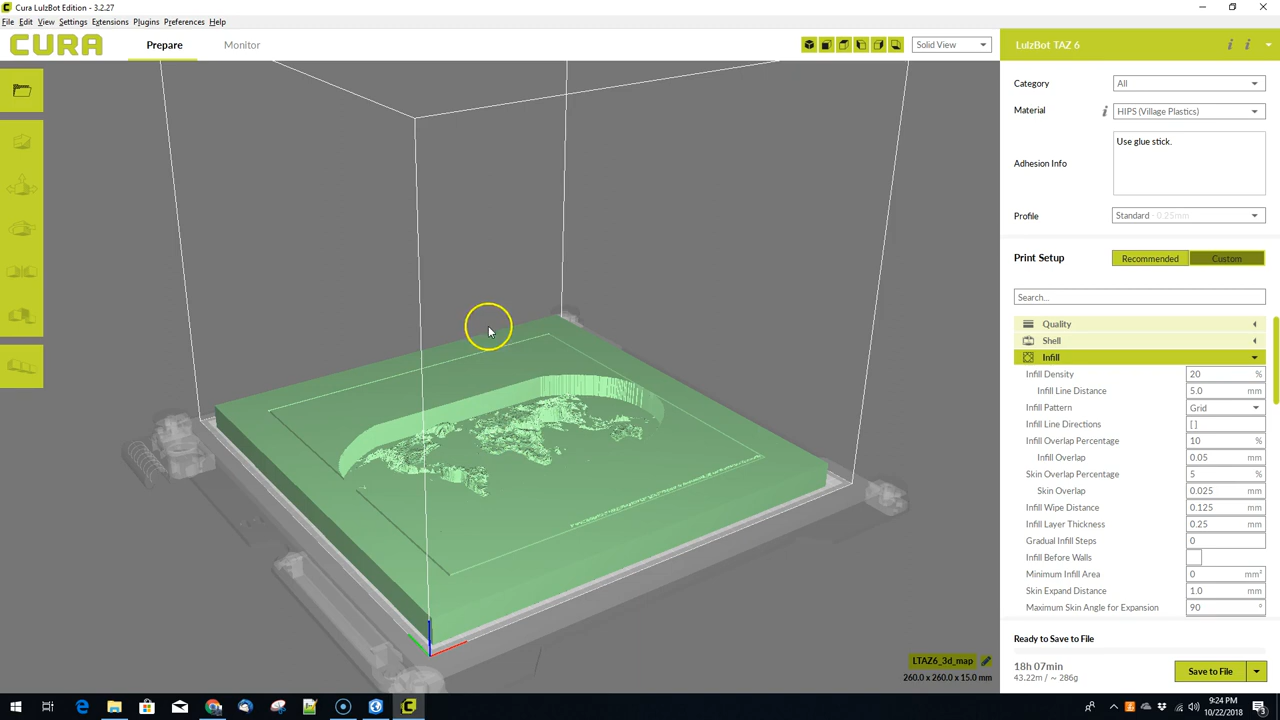 Cura LulzBot Edition - 3.2.27
File Edit View Settings Extensions Plugins Preferences Help
CURA
Prepare
Monitor
Solid View
LulzBot TAZ 6
i i
Category
All
Material
i
HIPS (Village Plastics)
Adhesion Info
Use glue stick.
Profile
Standard - 0.25mm
Print Setup
Recommended
Custom
Search...
Quality
Shell
Infill
Infill Density 20 %
Infill Line Distance 5.0 mm
Infill Pattern Grid
Infill Line Directions [ ]
Infill Overlap Percentage 10 %
Infill Overlap 0.05 mm
Skin Overlap Percentage 5 %
Skin Overlap 0.025 mm
Infill Wipe Distance 0.125 mm
Infill Layer Thickness 0.25 mm
Gradual Infill Steps 0
Infill Before Walls
Minimum Infill Area 0 mm²
Skin Expand Distance 1.0 mm
Maximum Skin Angle for Expansion 90 °
Ready to Save to File
18h 07min
43.22m / ~ 286g
Save to File
LTAZ6_3d_map
260.0 x 260.0 x 15.0 mm
9:24 PM
10/22/2018
3